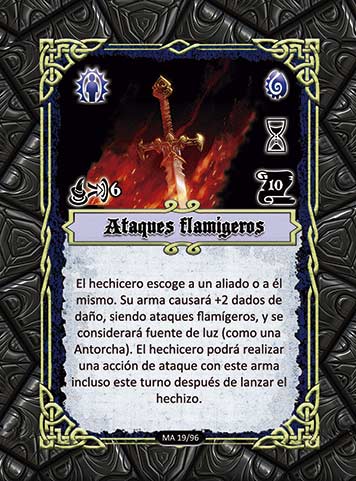 6
10
Ataques flamígeros
El hechicero escoge a un aliado o a él
mismo. Su arma causará +2 dados de
daño, siendo ataques flamígeros, y se
considerará fuente de luz (como una
Antorcha). El hechicero podrá realizar
una acción de ataque con este arma
incluso este turno después de lanzar el
hechizo.
MA 19/96